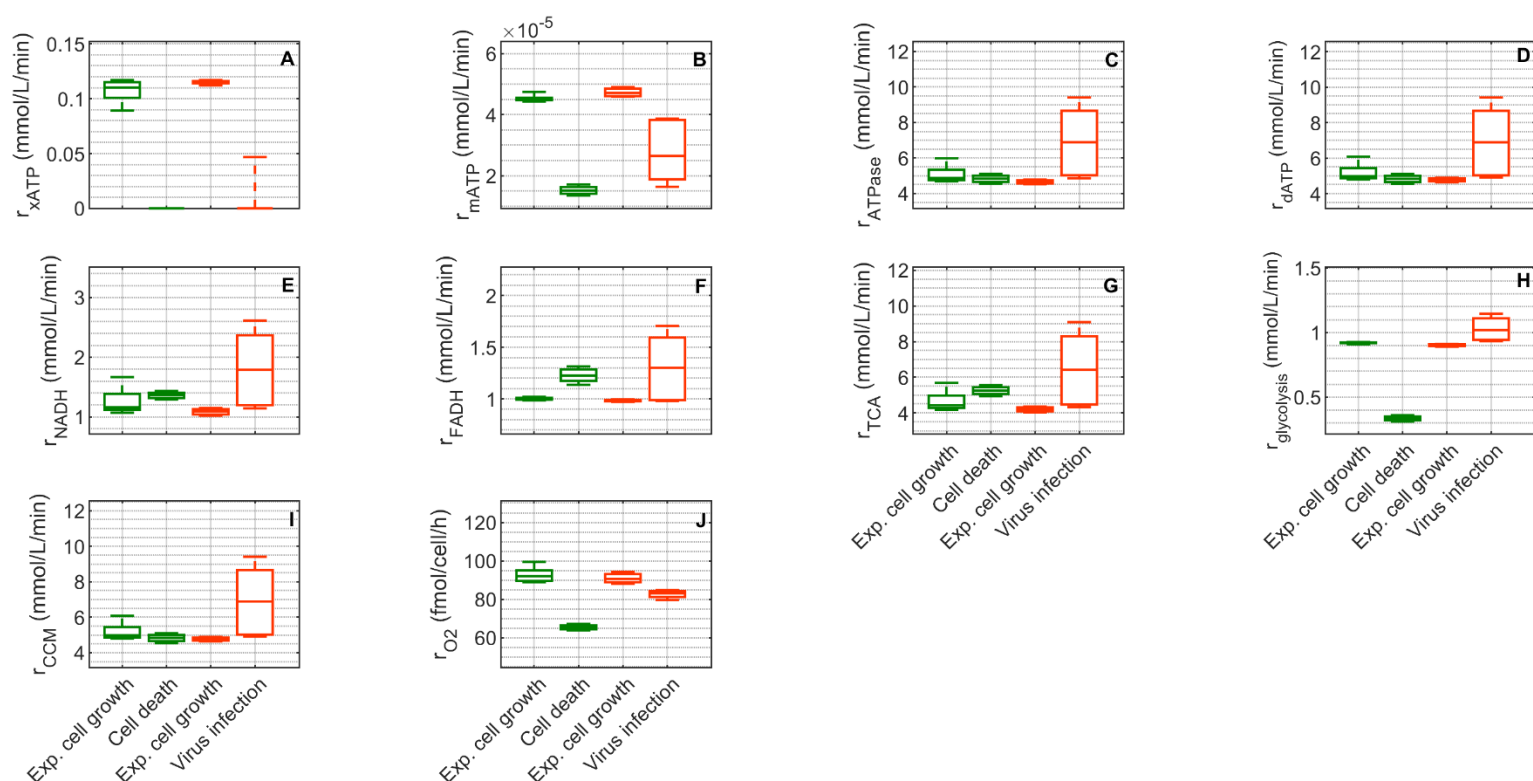 A
r_xATP (mmol/L/min)
0.15
0.1
0.05
0
B
×10^-5
r_mATP (mmol/L/min)
6
4
2
C
r_ATPase (mmol/L/min)
12
10
8
6
4
D
r_dATP (mmol/L/min)
12
10
8
6
4
E
r_NADH (mmol/L/min)
3
2
1
F
r_FADH (mmol/L/min)
2
1.5
1
G
r_TCA (mmol/L/min)
12
10
8
6
4
Exp. cell growth
Cell death
Exp. cell growth
Virus infection
H
r_glycolysis (mmol/L/min)
1.5
1
0.5
Exp. cell growth
Cell death
Exp. cell growth
Virus infection
I
r_CCM (mmol/L/min)
12
10
8
6
4
Exp. cell growth
Cell death
Exp. cell growth
Virus infection
J
r_O2 (fmol/cell/h)
120
100
80
60
Exp. cell growth
Cell death
Exp. cell growth
Virus infection